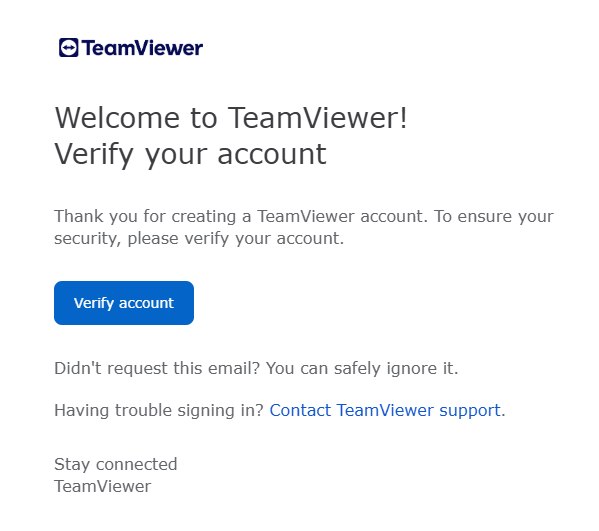 TeamViewer
Welcome to TeamViewer!
Verify your account
Thank you for creating a TeamViewer account. To ensure your
security, please verify your account.
Verify account
Didn't request this email? You can safely ignore it.
Having trouble signing in? Contact TeamViewer support.
Stay connected
TeamViewer